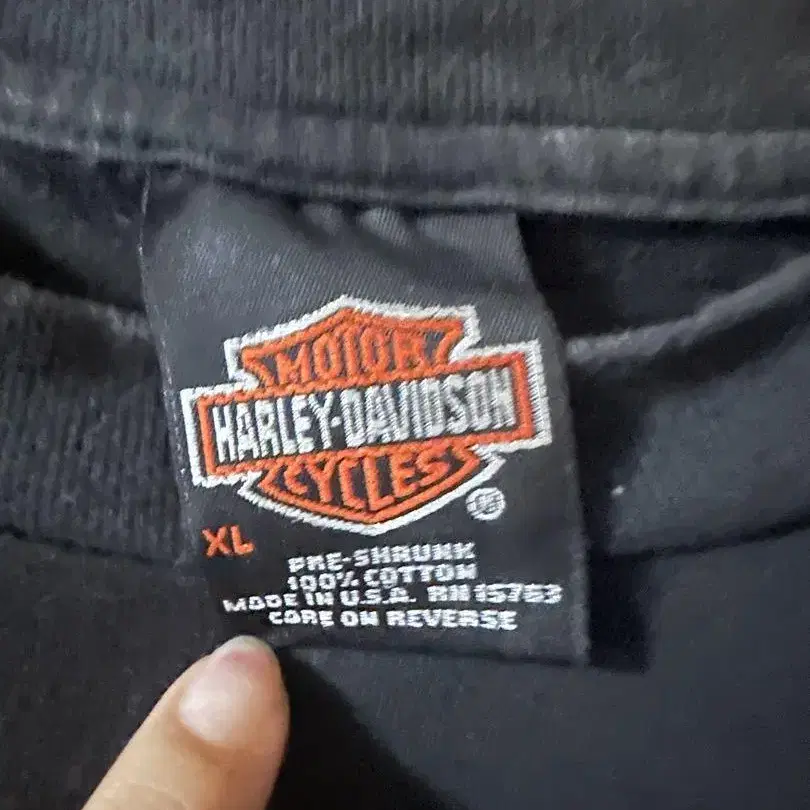 MOTOR
HARLEY-DAVIDSON
CYCLES
®
XL
PRE-SHRUNK
100% COTTON
MADE IN U.S.A. RN 15763
CARE ON REVERSE